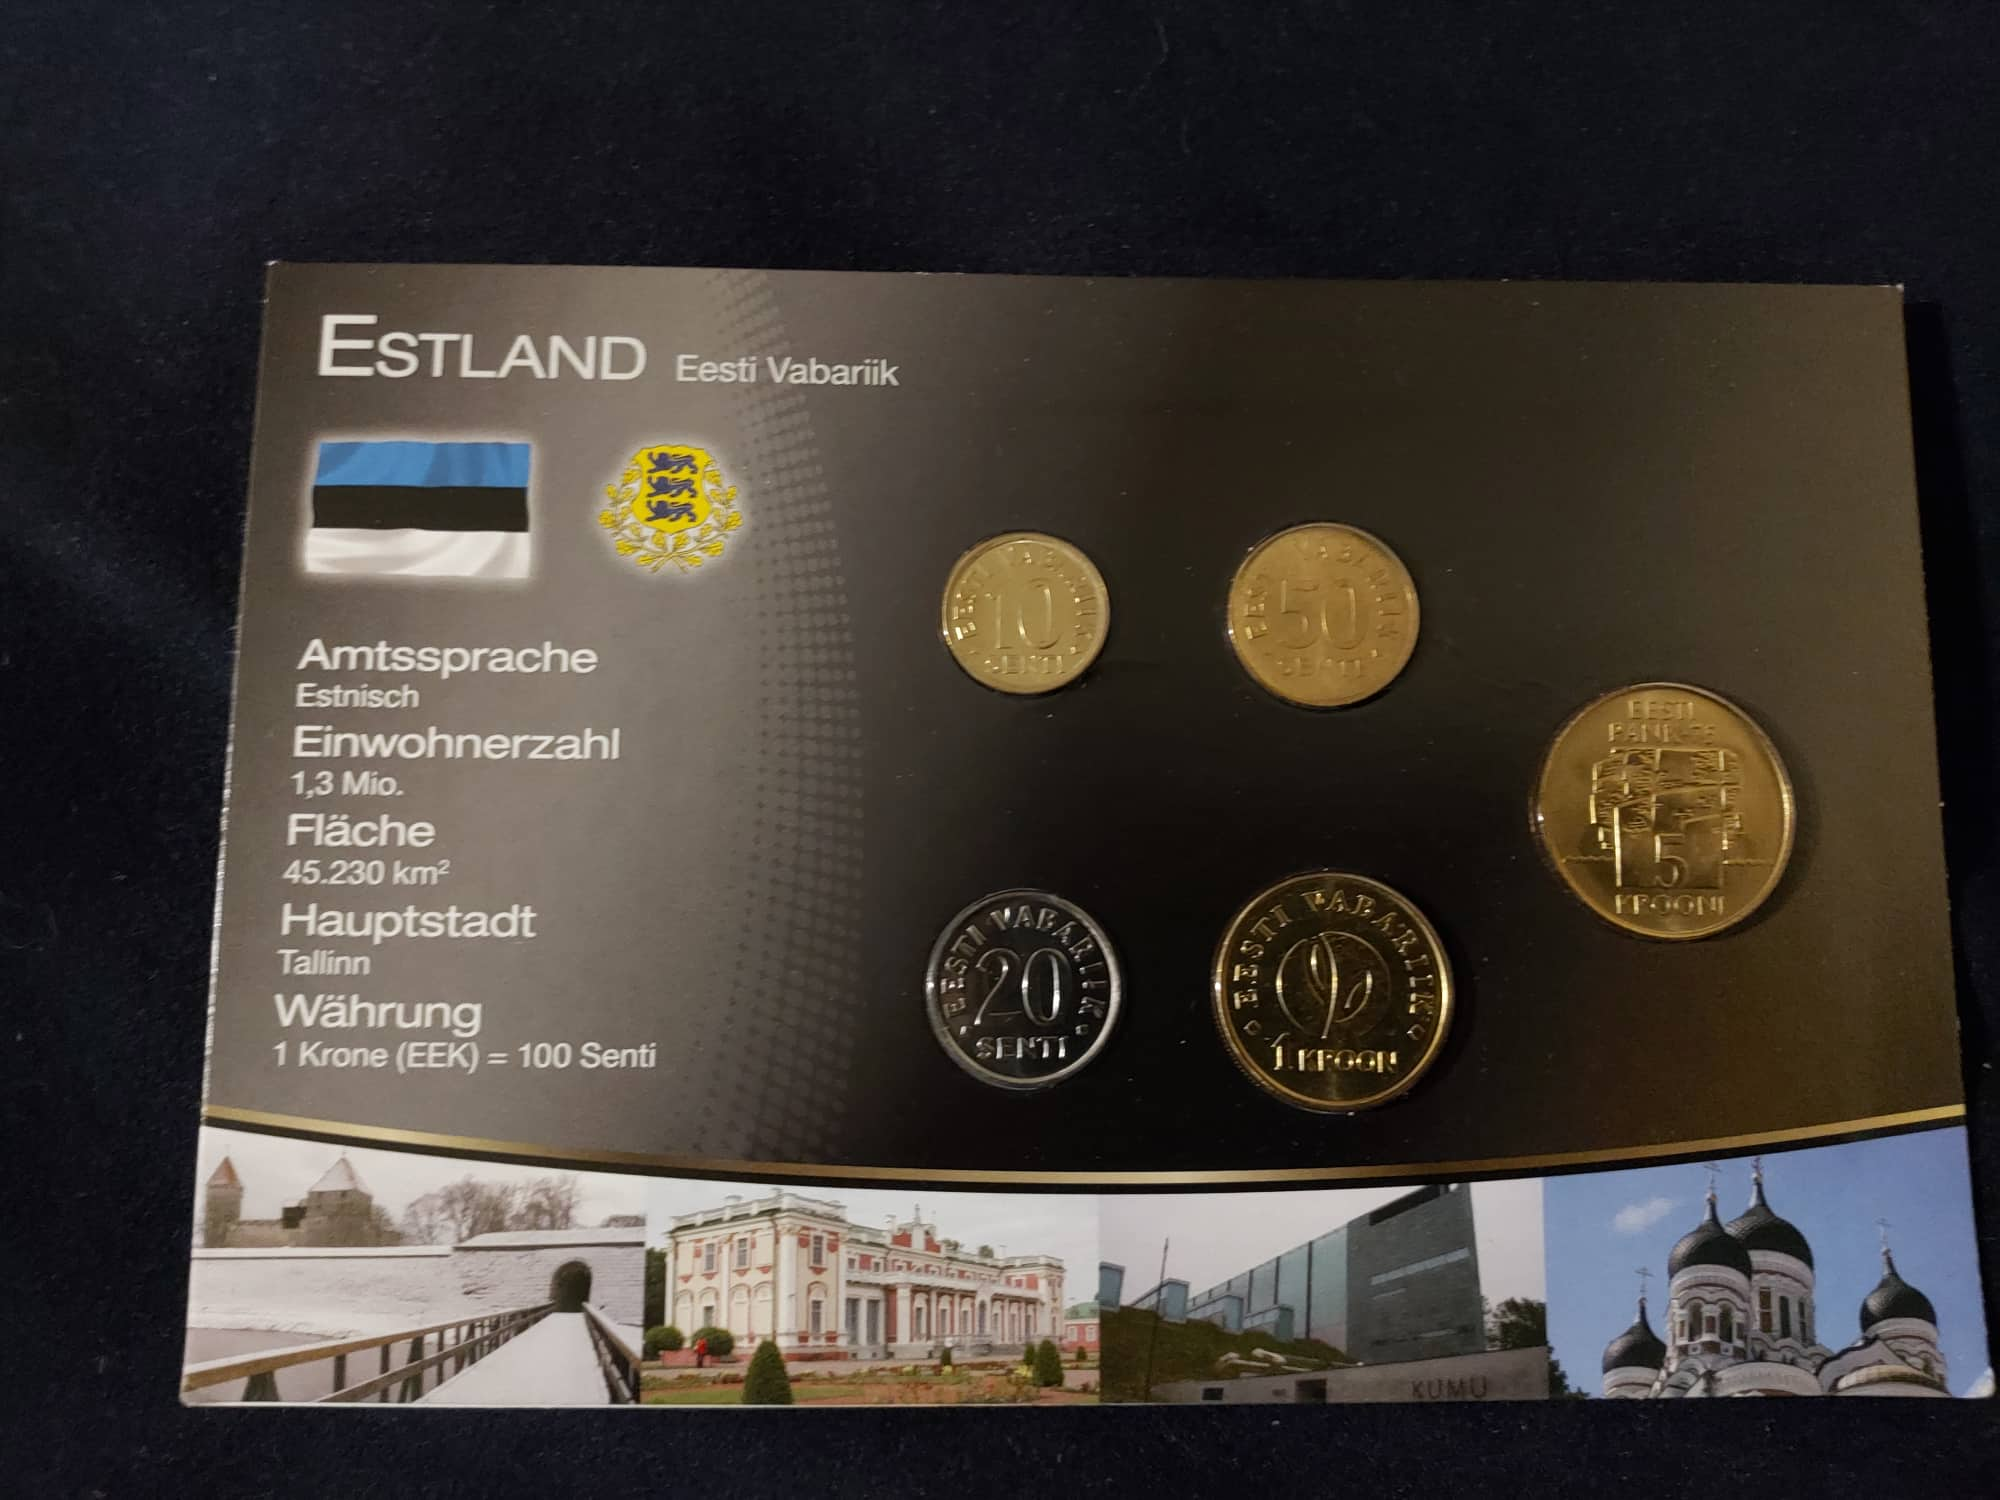 ESTLAND Eesti Vabariik
Amtssprache
Estnisch
Einwohnerzahl
1,3 Mio.
Fläche
45.230 km²
Hauptstadt
Tallinn
Währung
1 Krone (EEK) = 100 Senti
EESTI VABARIIK
10
SENTI
EESTI VABARIIK
50
SENTI
EESTI
PANK 75
5
KROONI
EESTI VABARIIK
20
SENTI
EESTI VABARIIK
1 KROON
KUMU